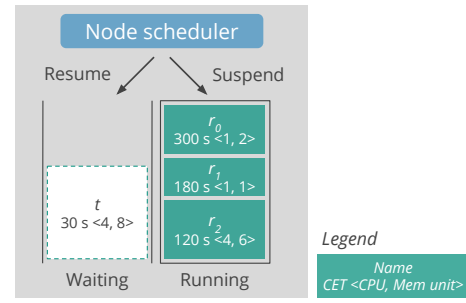 Node scheduler
Resume
Suspend
r0
300 s <1, 2>
r1
180 s <1, 1>
r2
120 s <4, 6>
t
30 s <4, 8>
Waiting
Running
Legend
Name
CET <CPU, Mem unit>